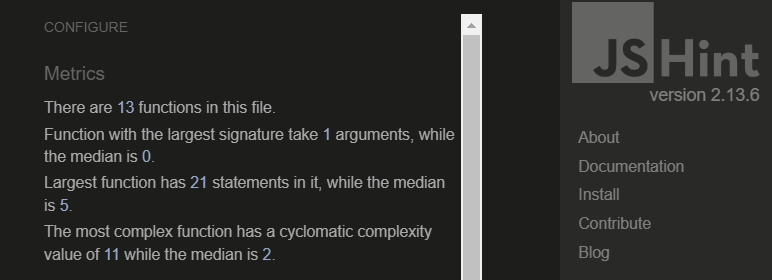 CONFIGURE
Metrics
There are 13 functions in this file.
Function with the largest signature take 1 arguments, while
the median is 0.
Largest function has 21 statements in it, while the median
is 5.
The most complex function has a cyclomatic complexity
value of 11 while the median is 2.
JSHint
version 2.13.6
About
Documentation
Install
Contribute
Blog